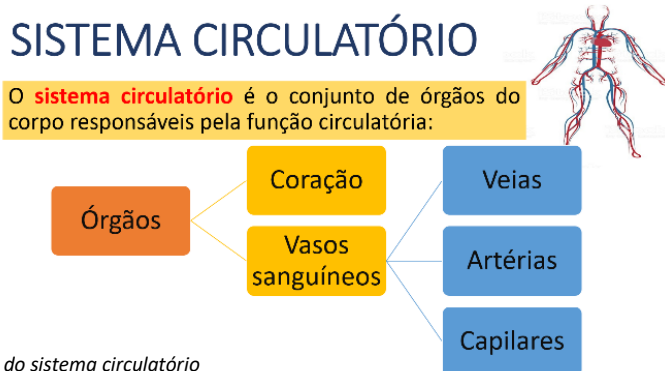 SISTEMA CIRCULATÓRIO
O sistema circulatório é o conjunto de órgãos do
corpo responsáveis pela função circulatória:
Órgãos
Coração
Vasos
sanguíneos
Veias
Artérias
Capilares
do sistema circulatório